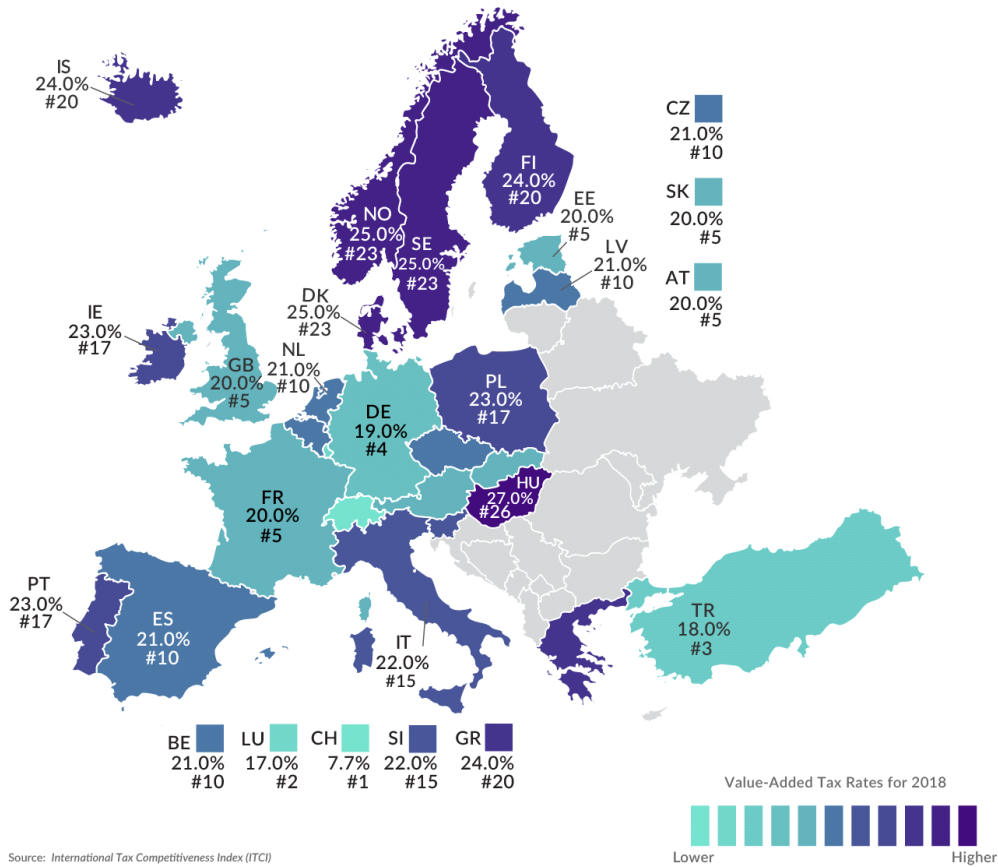 IS
24.0%
#20
FI
24.0%
#20
NO
25.0%
#23
SE
25.0%
#23
EE
20.0%
#5
LV
21.0%
#10
CZ
21.0%
#10
SK
20.0%
#5
AT
20.0%
#5
DK
25.0%
#23
IE
23.0%
#17
NL
21.0%
#10
GB
20.0%
#5
DE
19.0%
#4
PL
23.0%
#17
HU
27.0%
#26
FR
20.0%
#5
PT
23.0%
#17
ES
21.0%
#10
IT
22.0%
#15
TR
18.0%
#3
BE
21.0%
#10
LU
17.0%
#2
CH
7.7%
#1
SI
22.0%
#15
GR
24.0%
#20
Value-Added Tax Rates for 2018
Lower
Higher
Source: International Tax Competitiveness Index (ITCI)